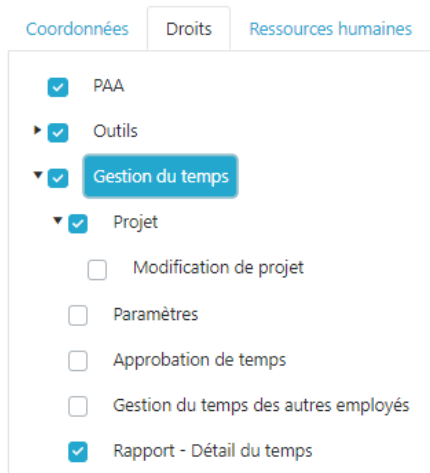 Coordonnées Droits Ressources humaines
PAA
Outils
Gestion du temps
Projet
Modification de projet
Paramètres
Approbation de temps
Gestion du temps des autres employés
Rapport - Détail du temps